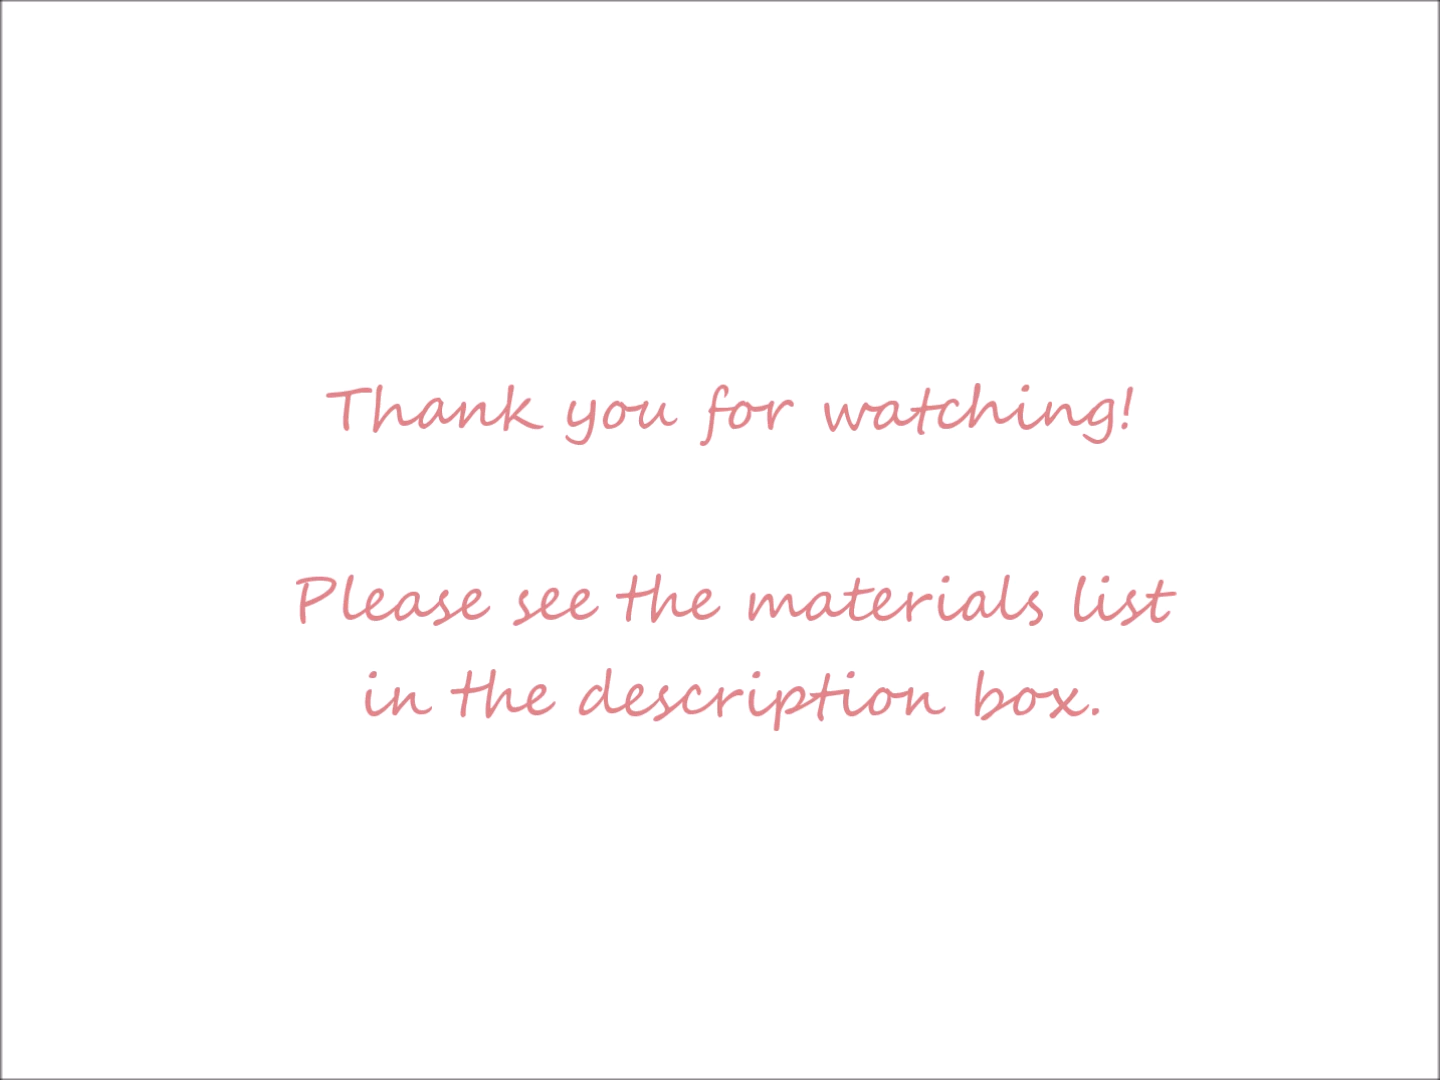 Thank you for watching!
Please see the materials list
in the description box.